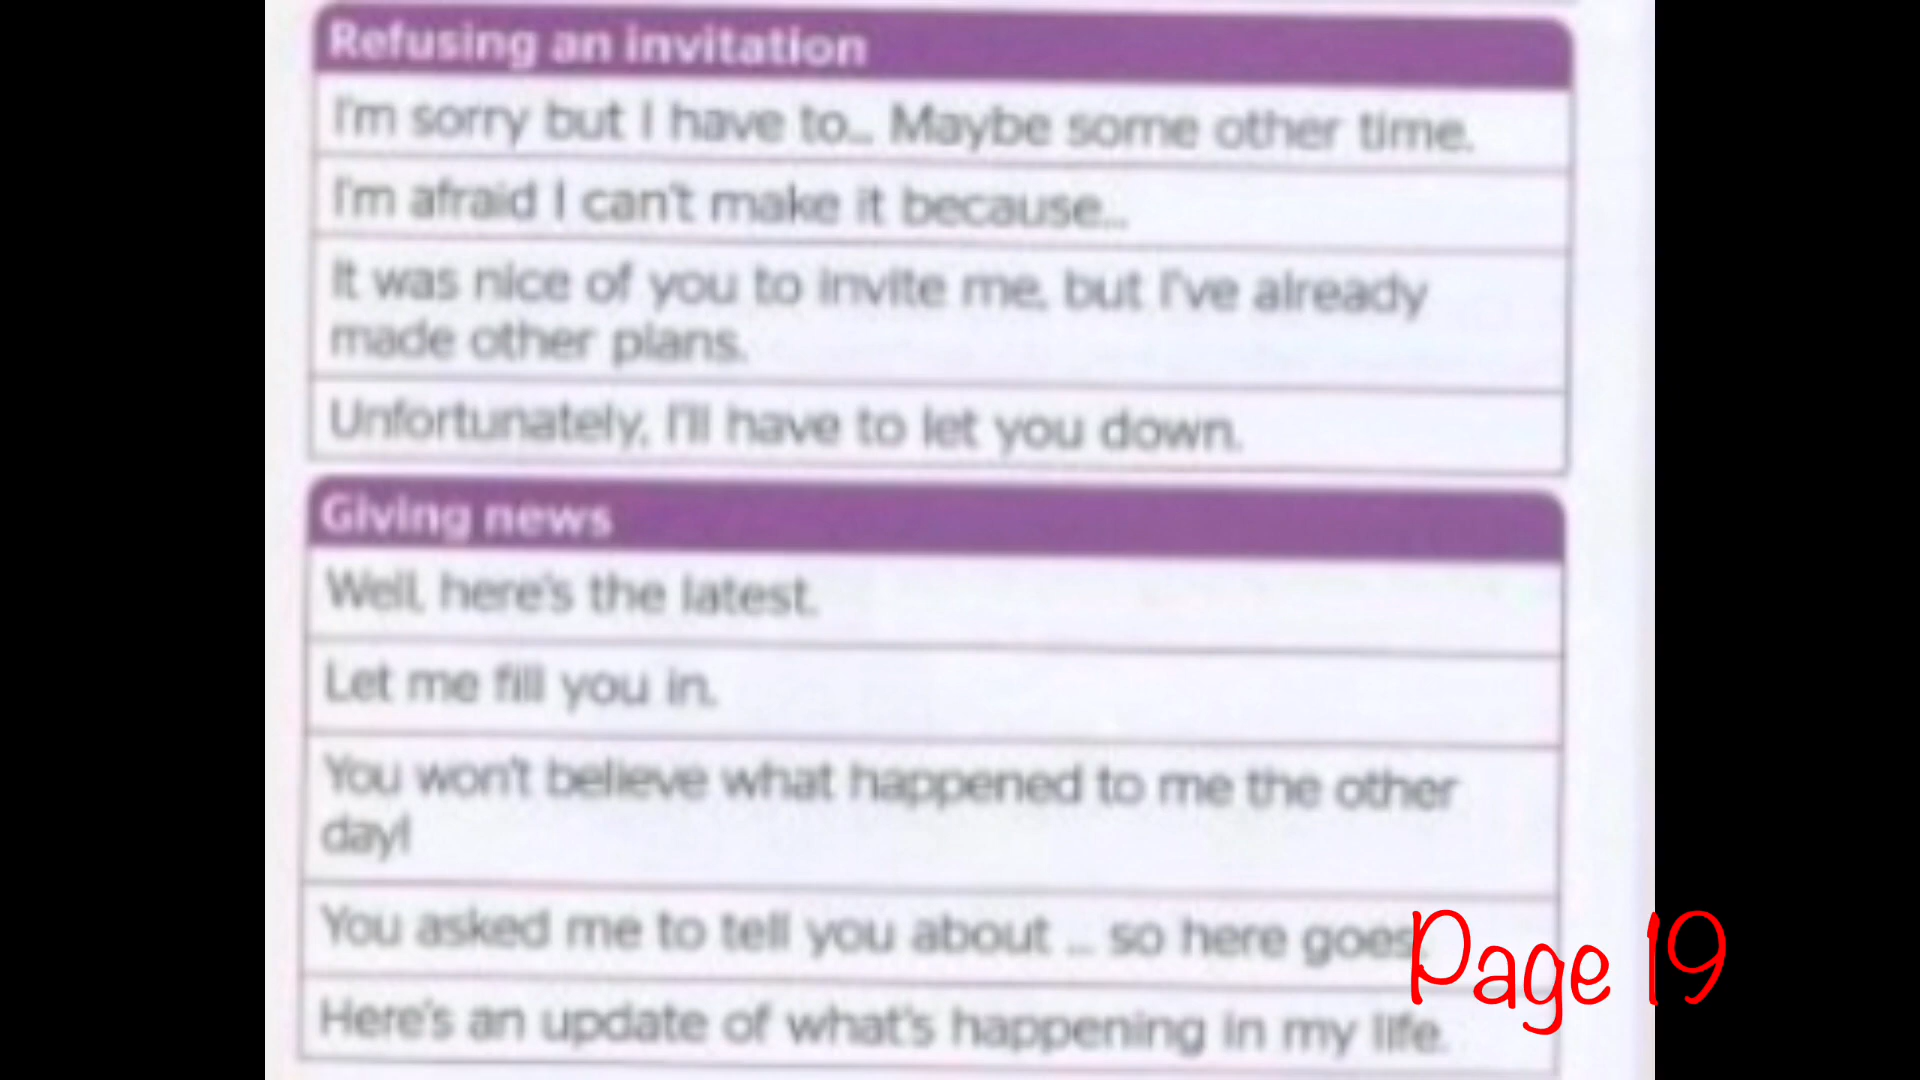 Refusing an invitation
I'm sorry but I have to... Maybe some other time.
I'm afraid I can't make it because...
It was nice of you to invite me, but I've already
made other plans.
Unfortunately, I'll have to let you down.
Giving news
Well, here's the latest.
Let me fill you in.
You won't believe what happened to me the other
day!
You asked me to tell you about ... so here goes.
Here's an update of what's happening in my life.
Page 19